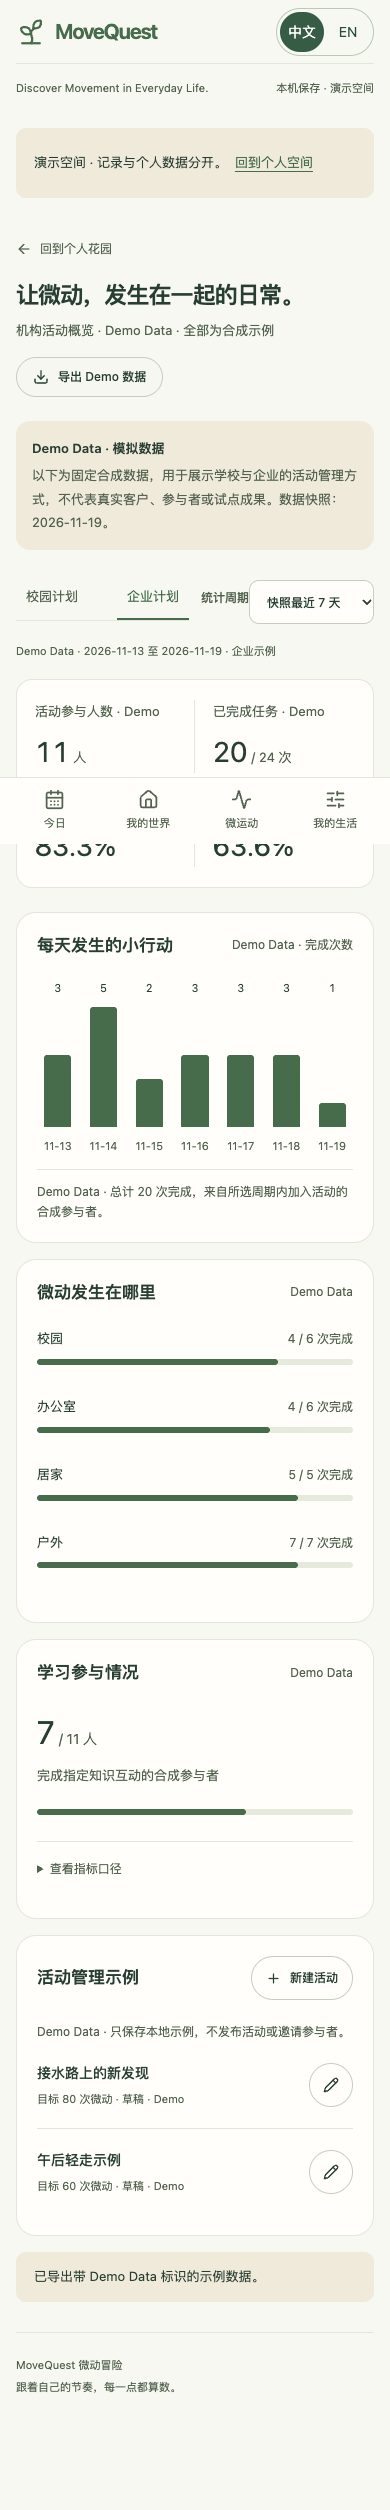 MoveQuest
中文 EN
Discover Movement in Everyday Life.
本机保存 · 演示空间
演示空间 · 记录与个人数据分开。 回到个人空间
回到个人花园
让微动，发生在一起的日常。
机构活动概览 · Demo Data · 全部为合成示例
导出 Demo 数据
Demo Data · 模拟数据
以下为固定合成数据，用于展示学校与企业的活动管理方
式，不代表真实客户、参与者或试点成果。数据快照：
2026-11-19。
校园计划 企业计划 统计周期 快照最近 7 天
Demo Data · 2026-11-13 至 2026-11-19 · 企业示例
活动参与人数 · Demo
11 人
已完成任务 · Demo
20 / 24 次
今日 我的世界 微运动 我的生活
83.3% 63.6%
每天发生的小行动
Demo Data · 完成次数
3 5 2 3 3 3 1
11-13 11-14 11-15 11-16 11-17 11-18 11-19
Demo Data · 总计 20 次完成，来自所选周期内加入活动的
合成参与者。
微动发生在哪里
Demo Data
校园 4 / 6 次完成
办公室 4 / 6 次完成
居家 5 / 5 次完成
户外 7 / 7 次完成
学习参与情况
Demo Data
7 / 11 人
完成指定知识互动的合成参与者
查看指标口径
活动管理示例
新建活动
Demo Data · 只保存本地示例，不发布活动或邀请参与者。
接水路上的新发现
目标 80 次微动 · 草稿 · Demo
午后轻走示例
目标 60 次微动 · 草稿 · Demo
已导出带 Demo Data 标识的示例数据。
MoveQuest 微动冒险
跟着自己的节奏，每一点都算数。